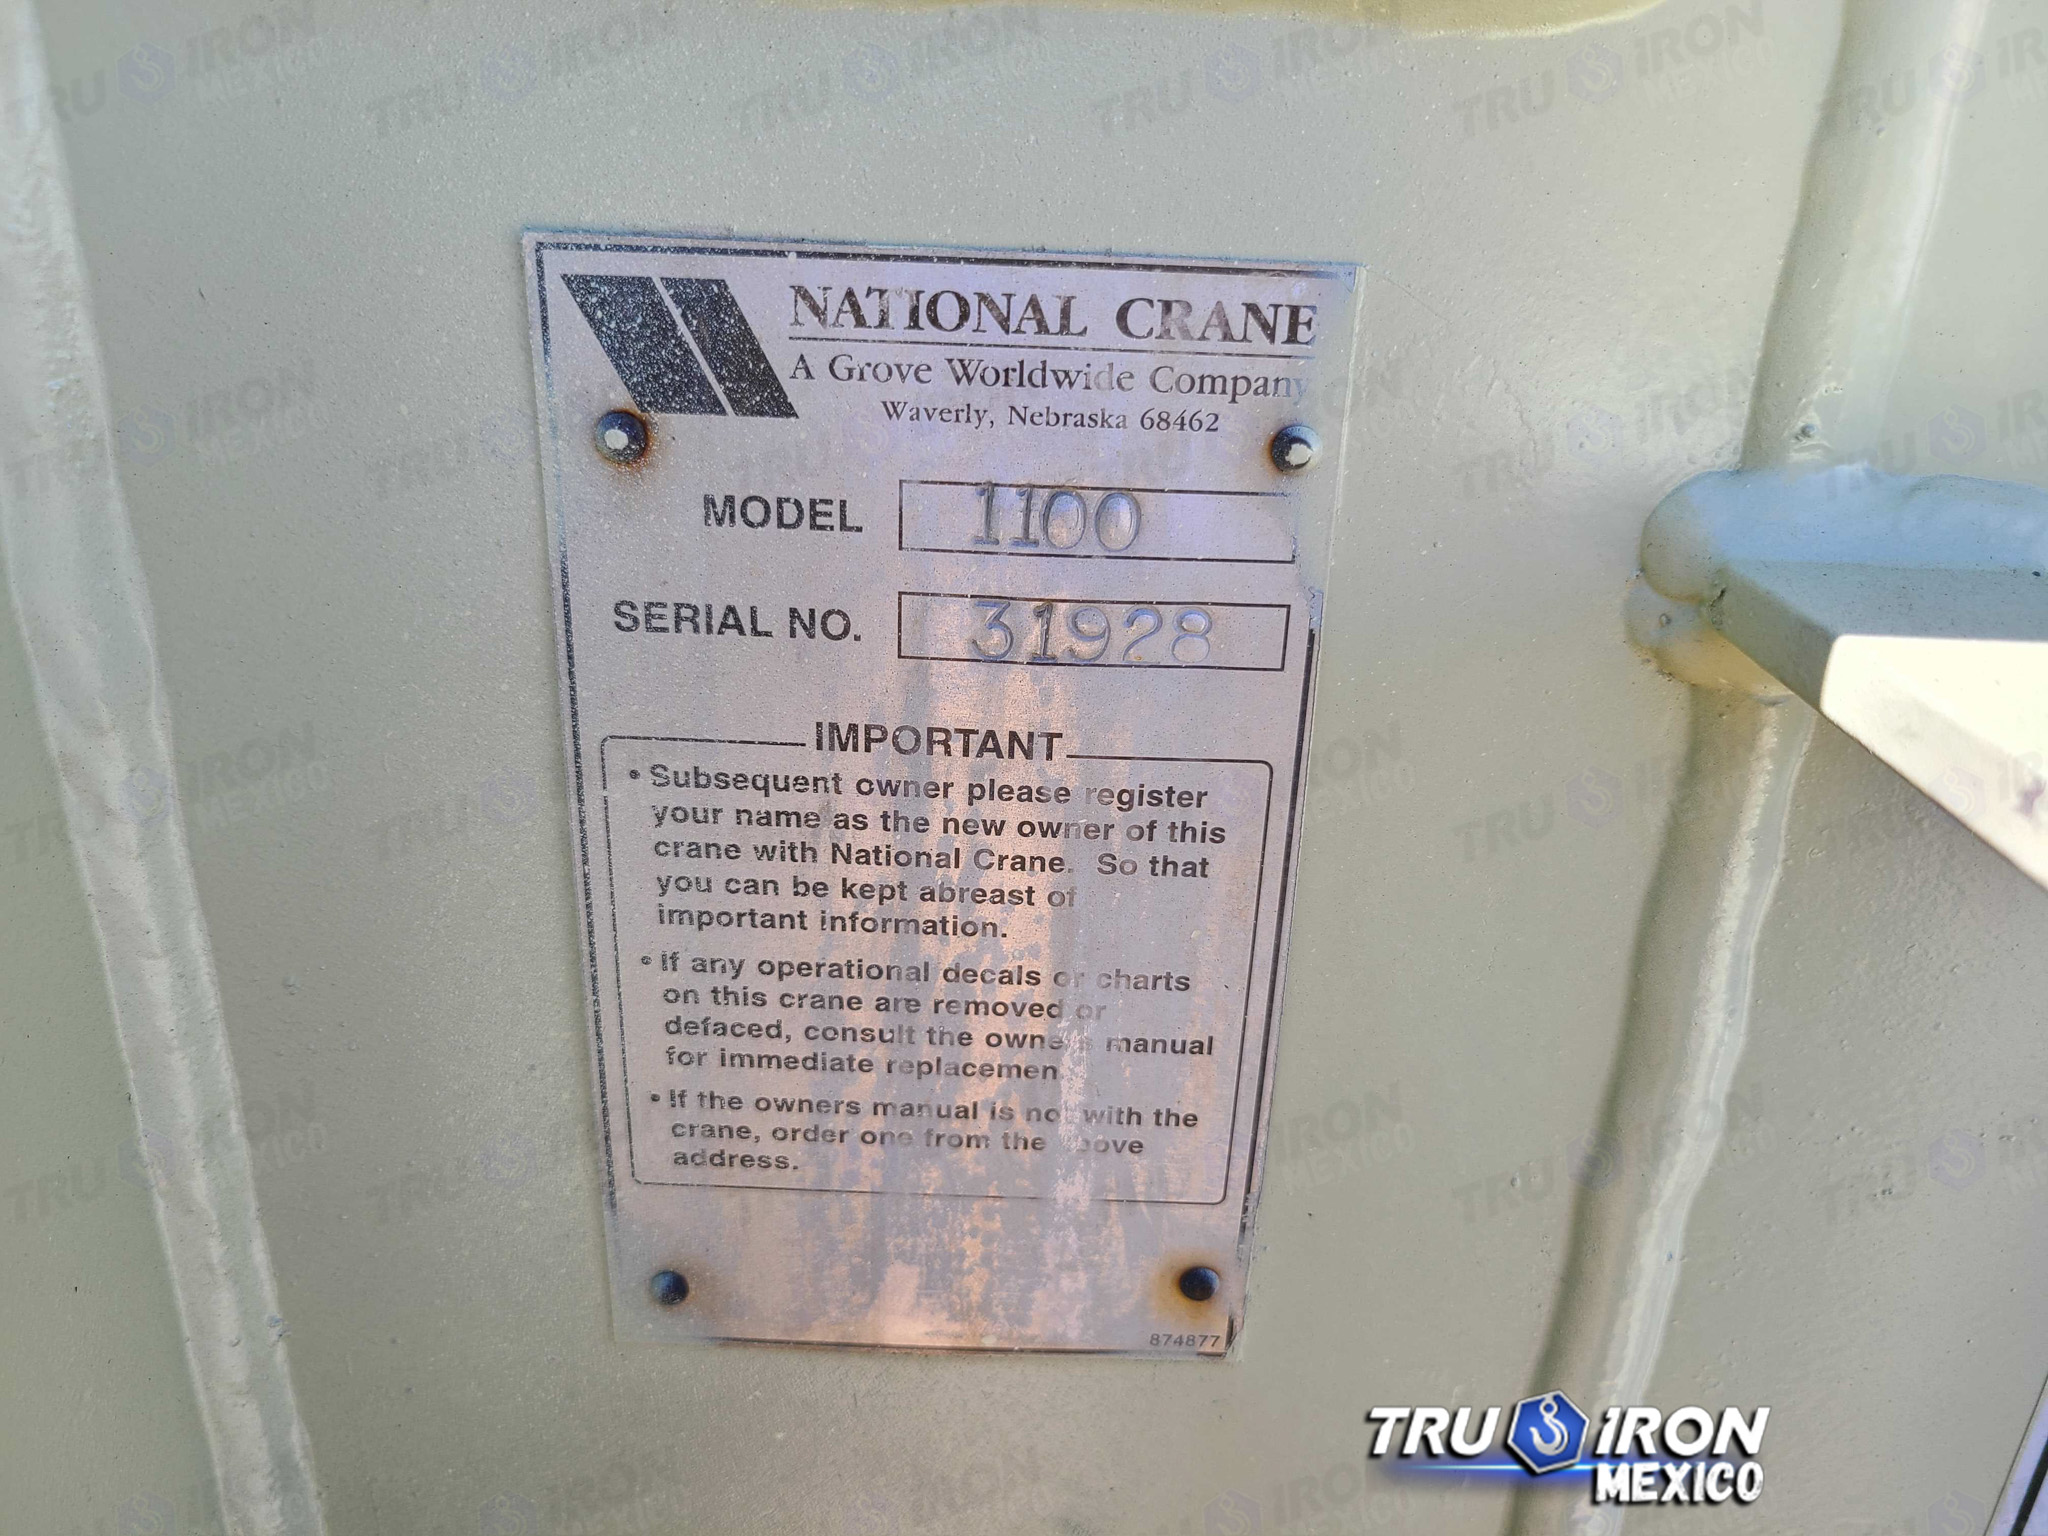 NATIONAL CRANE
A Grove Worldwide Company
Waverly, Nebraska 68462
MODEL 1100
SERIAL NO. 31928
IMPORTANT
• Subsequent owner please register
your name as the new owner of this
crane with National Crane. So that
you can be kept abreast of
important information.
• If any operational decals or charts
on this crane are removed or
defaced, consult the owners manual
for immediate replacemen
• If the owners manual is not with the
crane, order one from the above
address.
874877
TRU IRON
MEXICO